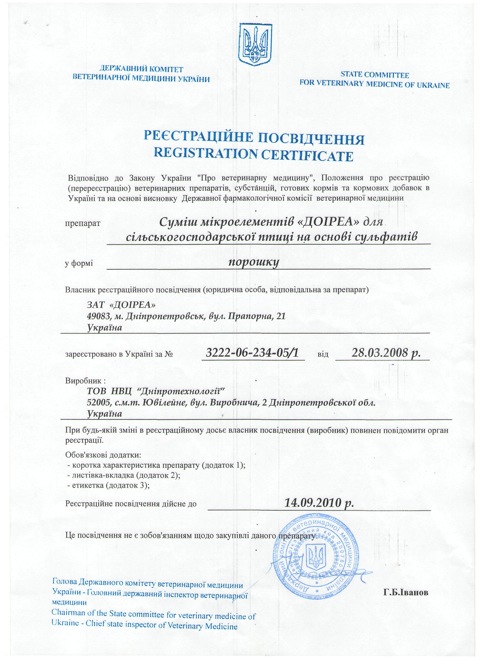 ДЕРЖАВНИЙ КОМІТЕТ
ВЕТЕРИНАРНОЇ МЕДИЦИНИ УКРАЇНИ
STATE COMMITTEE
FOR VETERINARY MEDICINE OF UKRAINE
РЕЄСТРАЦІЙНЕ ПОСВІДЧЕННЯ
REGISTRATION CERTIFICATE
Відповідно до Закону України "Про ветеринарну медицину", Положення про реєстрацію
(перереєстрацію) ветеринарних препаратів, субстанцій, готових кормів та кормових добавок в
Україні та на основі висновку Державної фармакологічної комісії ветеринарної медицини
препарат Суміш мікроелементів «ДОІРЕА» для
сільськогосподарської птиці на основі сульфатів
у формі порошку
Власник реєстраційного посвідчення (юридична особа, відповідальна за препарат)
ЗАТ «ДОІРЕА»
49083, м. Дніпропетровськ, вул. Прапорна, 21
Україна
зареєстровано в Україні за № 3222-06-234-05/1 від 28.03.2008 р.
Виробник :
ТОВ НВЦ "Дніпротехнології"
52005, с.м.т. Ювілейне, вул. Виробнича, 2 Дніпропетровської обл.
Україна
При будь-якій зміні в реєстраційному досьє власник посвідчення (виробник) повинен повідомити орган
реєстрації.
Обов'язкові додатки:
- коротка характеристика препарату (додаток 1);
- листівка-вкладка (додаток 2);
- етикетка (додаток 3);
Реєстраційне посвідчення дійсне до 14.09.2010 р.
Це посвідчення не є зобов'язанням щодо закупівлі даного препарату.
Голова Державного комітету ветеринарної медицини
України - Головний державний інспектор ветеринарної
медицини
Chairman of the State committee for veterinary medicine of
Ukraine - Chief state inspector of Veterinary Medicine
Г.Б.Іванов